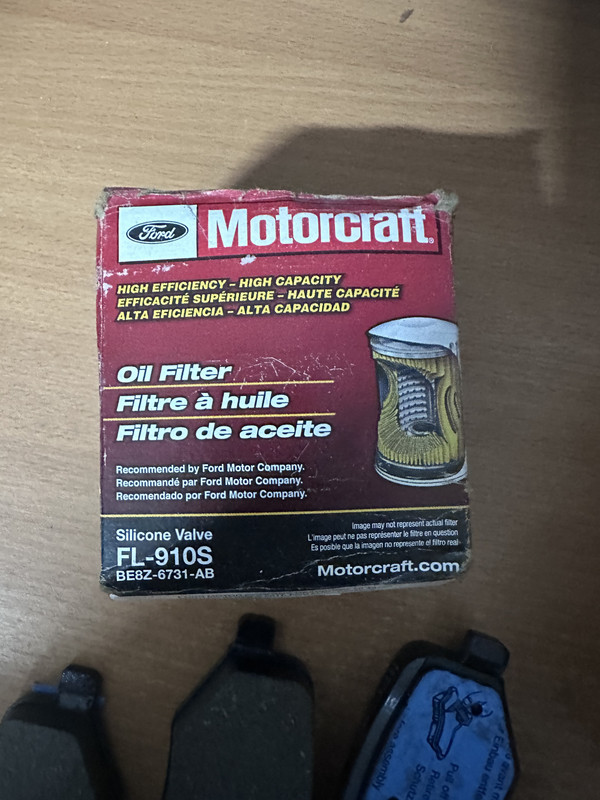 Ford Motorcraft®
HIGH EFFICIENCY – HIGH CAPACITY
EFFICACITÉ SUPÉRIEURE – HAUTE CAPACITÉ
ALTA EFICIENCIA – ALTA CAPACIDAD
Oil Filter
Filtre à huile
Filtro de aceite
Recommended by Ford Motor Company.
Recommandé par Ford Motor Company.
Recomendado por Ford Motor Company.
Silicone Valve
FL-910S
BE8Z-6731-AB
Image may not represent actual filter
L'image peut ne pas représenter le filtre en question
Es posible que la imagen no represente el filtro real
Motorcraft.com
Pull off